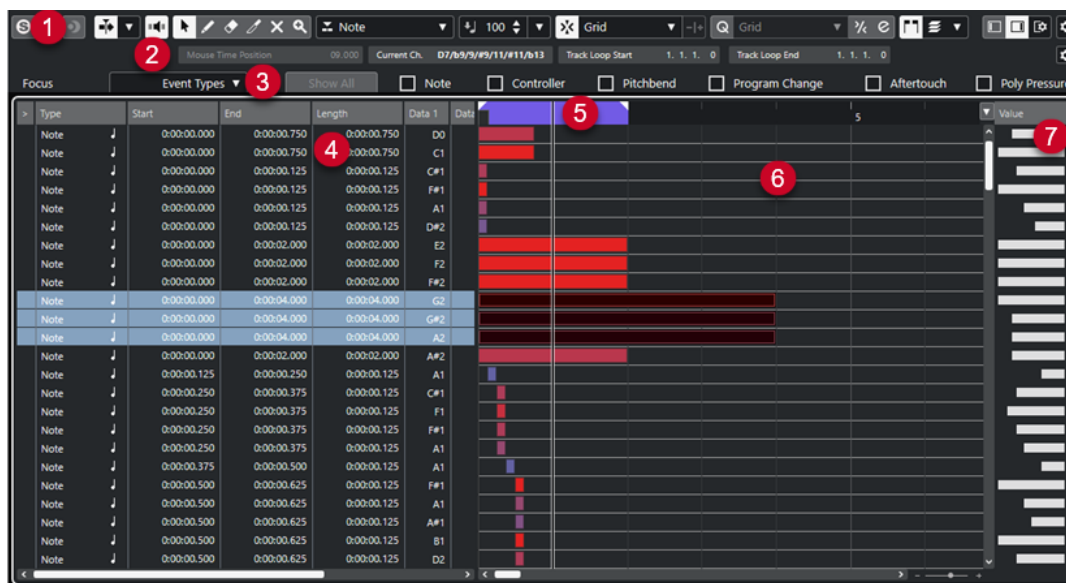 1
S
Note
100
Grid
Q
Grid
2
Mouse Time Position 09.000 Current Ch. D7/b9/9/#9/11/#11/b13 Track Loop Start 1. 1. 1. 0 Track Loop End 1. 1. 1. 0
Focus Event Types 3 Show All Note Controller Pitchbend Program Change Aftertouch Poly Pressure
> Type Start End Length Data 1 Data 5 5 Value
Note 0:00:00.000 0:00:00.750 0:00:00.750 D0 7
Note 0:00:00.000 0:00:00.750 4 0:00:00.750 C1
Note 0:00:00.000 0:00:00.125 0:00:00.125 C#1
Note 0:00:00.000 0:00:00.125 0:00:00.125 F#1 6
Note 0:00:00.000 0:00:00.125 0:00:00.125 A1
Note 0:00:00.000 0:00:00.125 0:00:00.125 D#2
Note 0:00:00.000 0:00:02.000 0:00:02.000 E2
Note 0:00:00.000 0:00:02.000 0:00:02.000 F2
Note 0:00:00.000 0:00:02.000 0:00:02.000 F#2
Note 0:00:00.000 0:00:04.000 0:00:04.000 G2
Note 0:00:00.000 0:00:04.000 0:00:04.000 G#2
Note 0:00:00.000 0:00:04.000 0:00:04.000 A2
Note 0:00:00.000 0:00:02.000 0:00:02.000 A#2
Note 0:00:00.125 0:00:00.250 0:00:00.125 A1
Note 0:00:00.250 0:00:00.375 0:00:00.125 C#1
Note 0:00:00.250 0:00:00.375 0:00:00.125 F1
Note 0:00:00.250 0:00:00.375 0:00:00.125 F#1
Note 0:00:00.250 0:00:00.375 0:00:00.125 A1
Note 0:00:00.375 0:00:00.500 0:00:00.125 A1
Note 0:00:00.500 0:00:00.625 0:00:00.125 F#1
Note 0:00:00.500 0:00:00.625 0:00:00.125 A1
Note 0:00:00.500 0:00:00.625 0:00:00.125 A#1
Note 0:00:00.500 0:00:00.625 0:00:00.125 B1
Note 0:00:00.500 0:00:00.625 0:00:00.125 D2